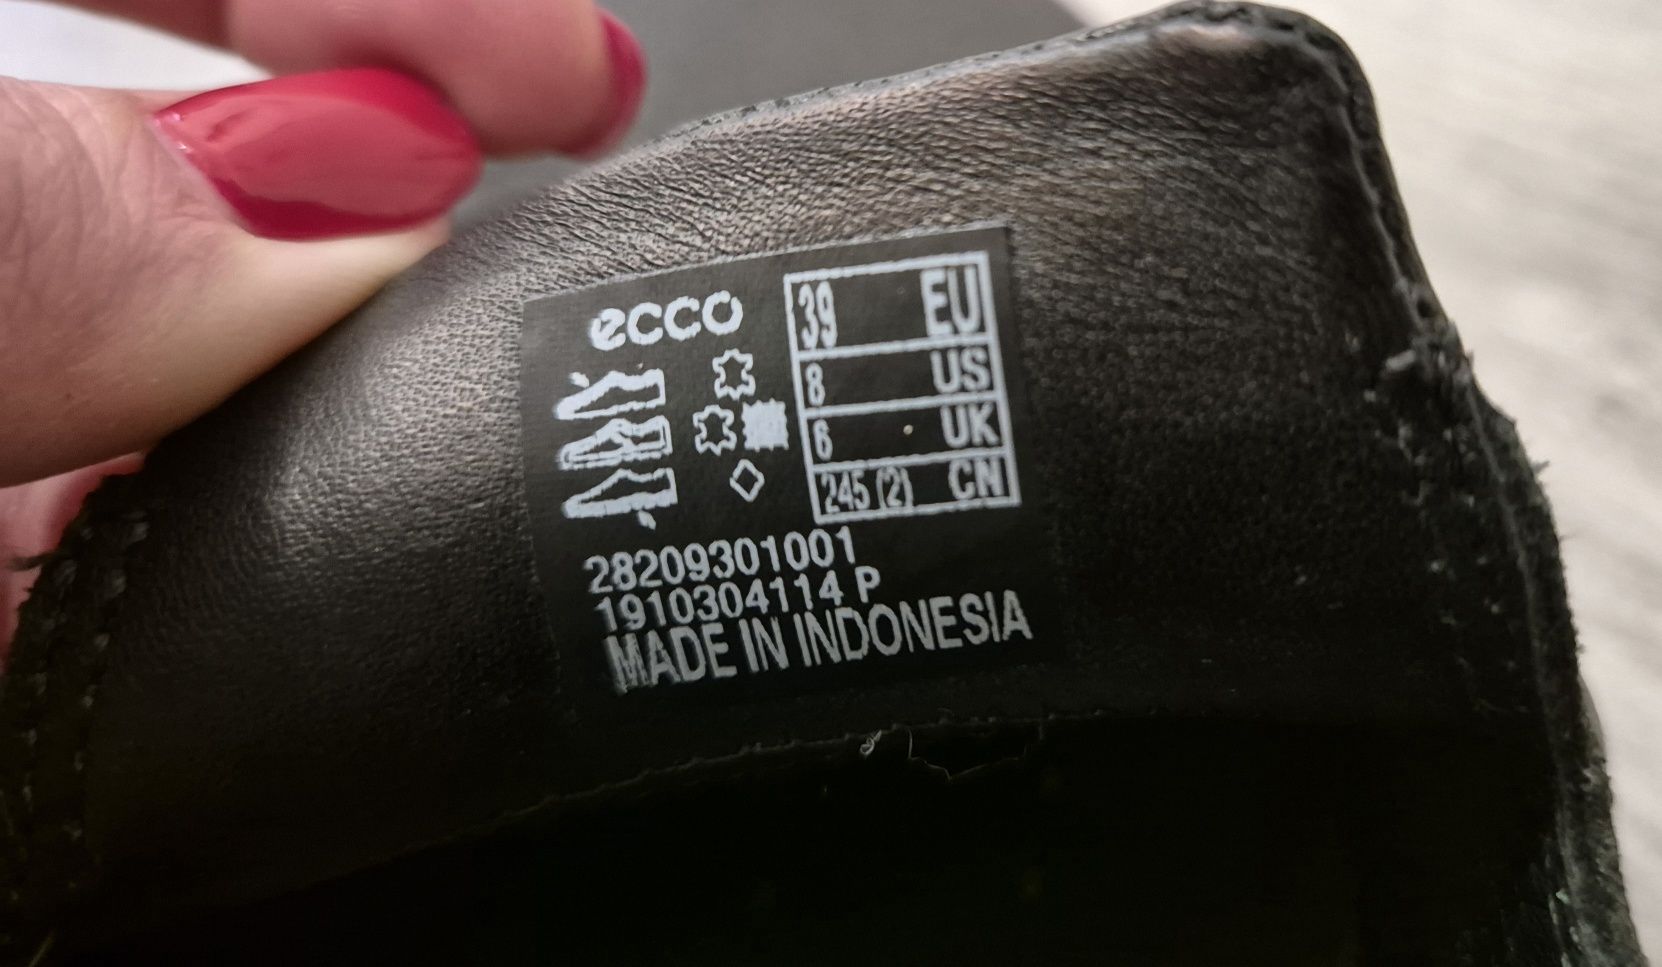 ecco
39 EU
8 US
6 UK
245 (2) CN
28209301001
1910304114 P
MADE IN INDONESIA